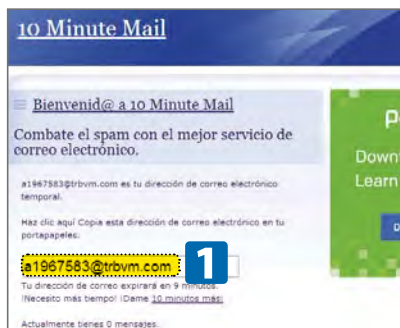 10 Minute Mail
Bienvenid@ a 10 Minute Mail
Combate el spam con el mejor servicio de
correo electrónico.
a1967583@trbvm.com es tu dirección de correo electrónico
temporal.
Haz clic aquí Copia esta dirección de correo electrónico en tu
portapapeles:
a1967583@trbvm.com
1
Tu dirección de correo expirará en 9 minutos.
!Necesito más tiempo! !Dame 10 minutos más!
Actualmente tienes 0 mensajes.
Down
Learn